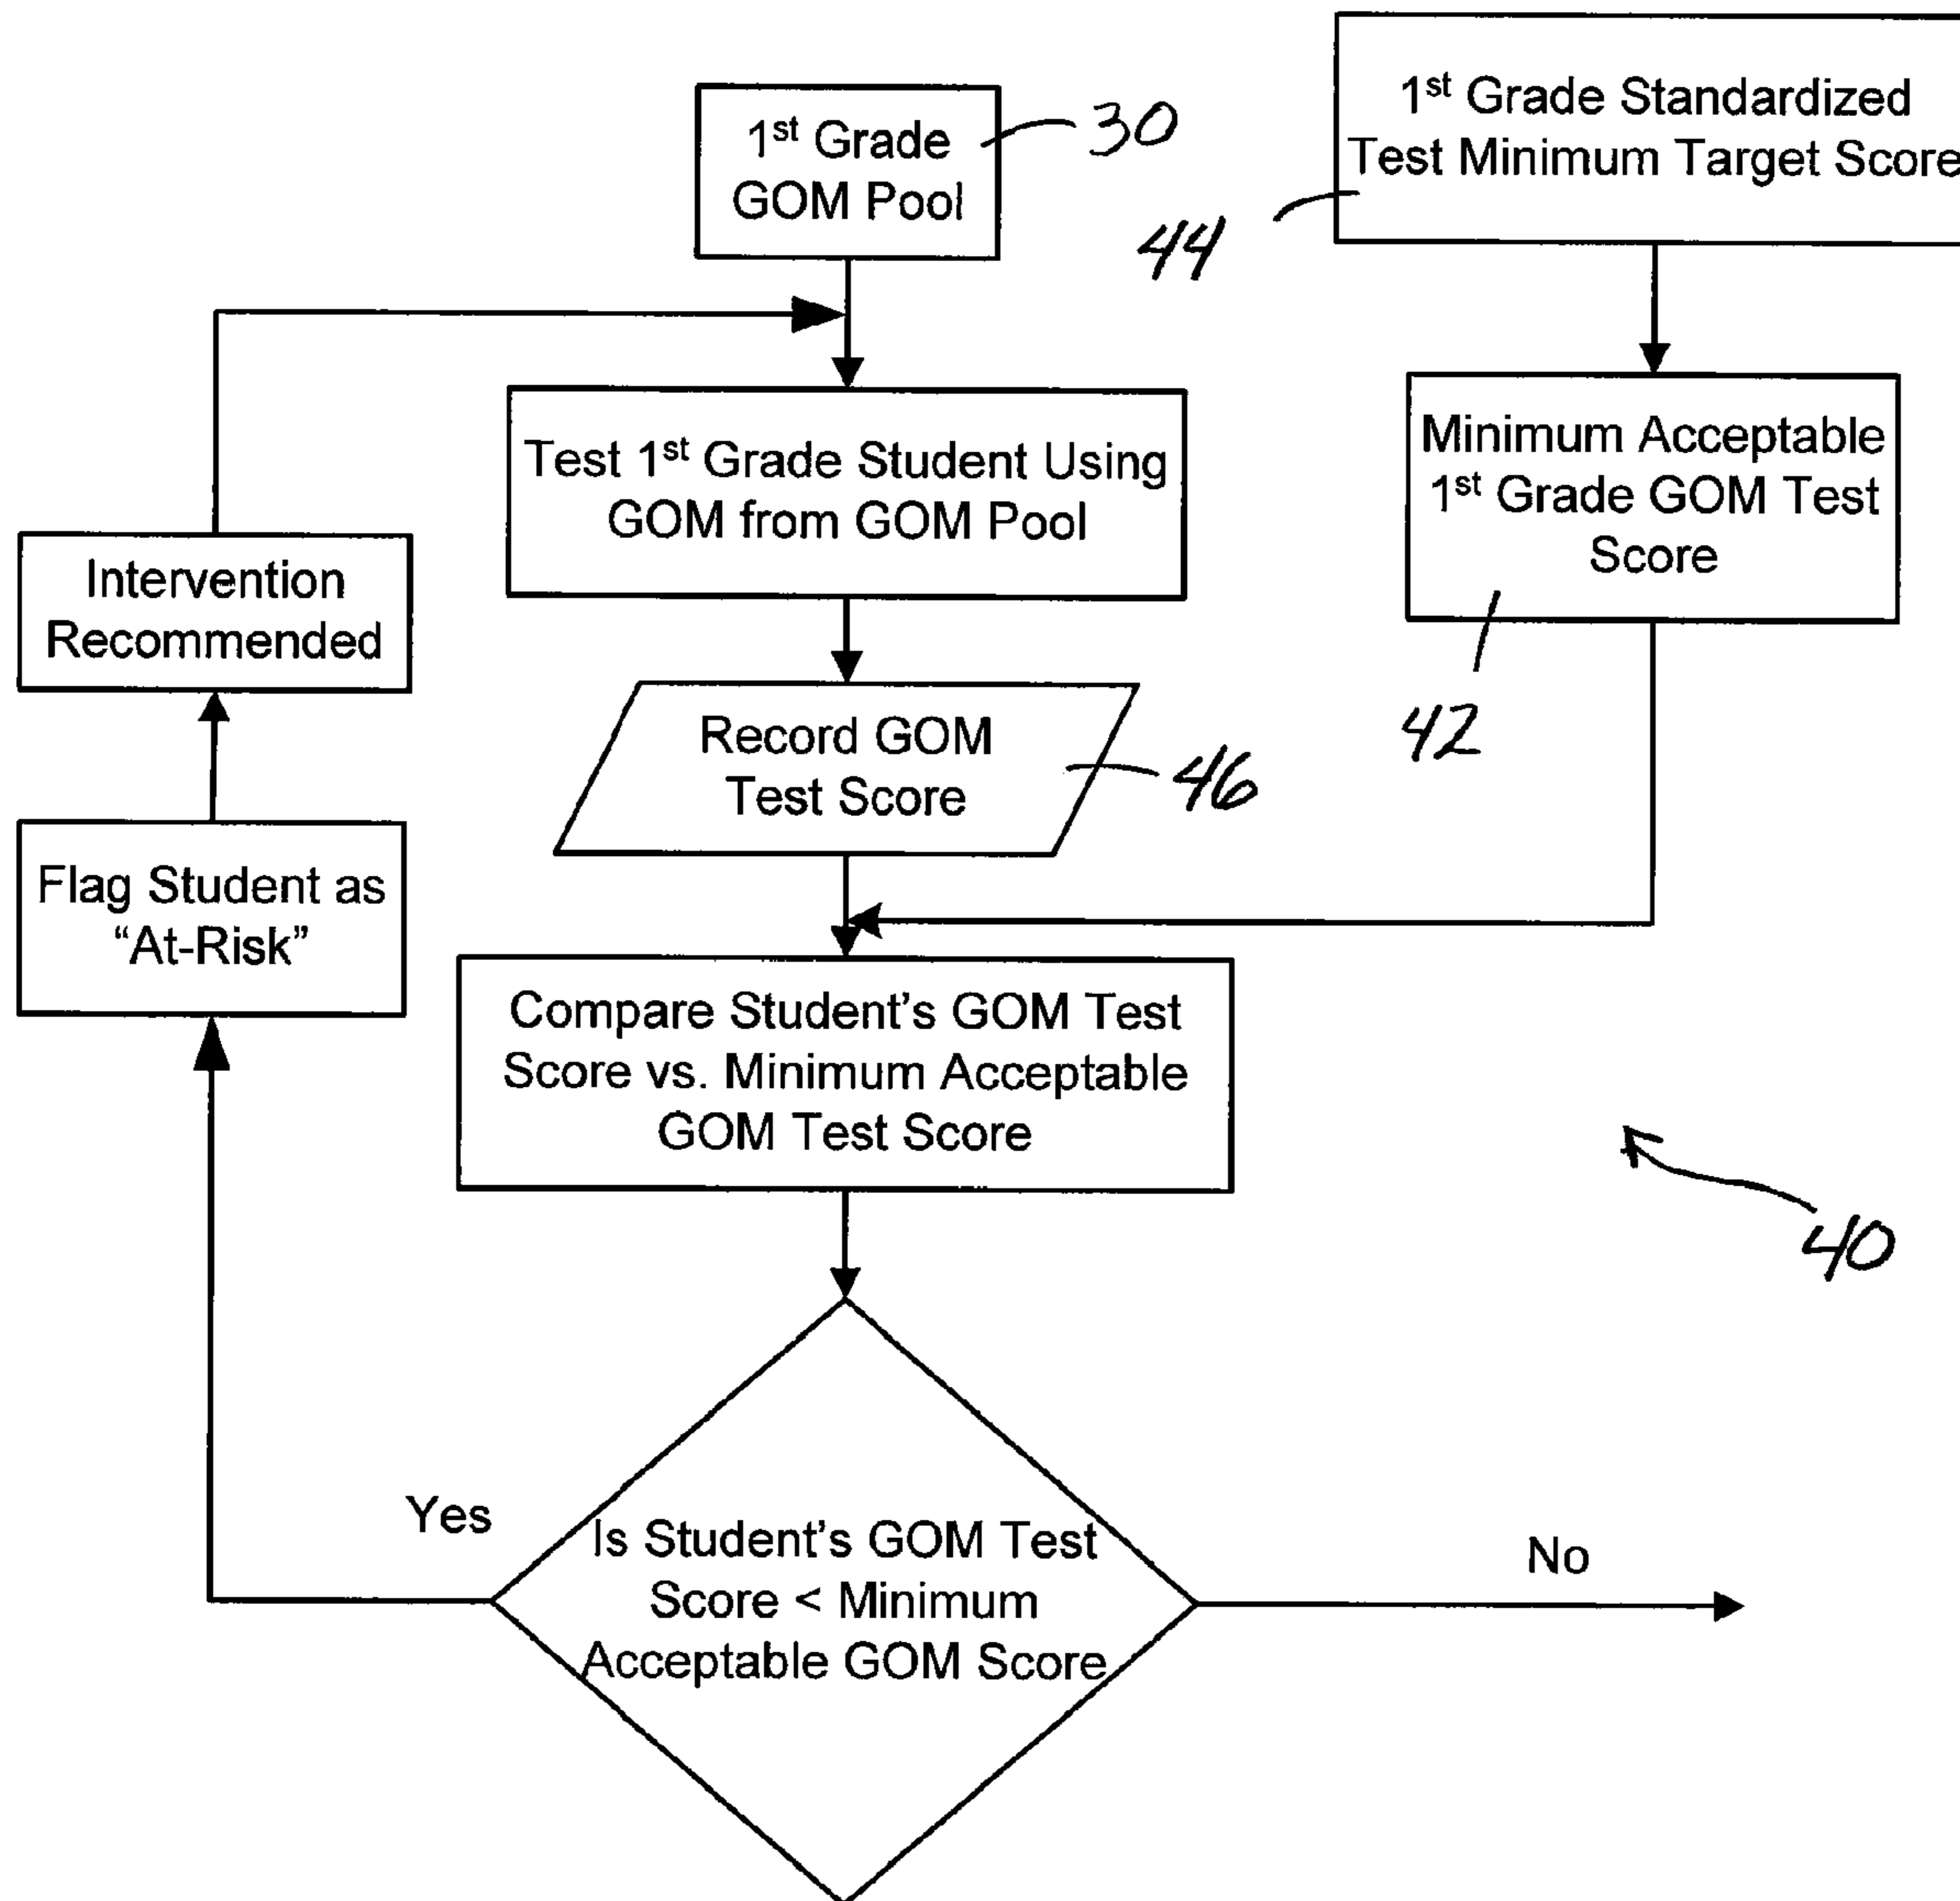 1st Grade
GOM Pool
30
1st Grade Standardized
Test Minimum Target Score
44
Test 1st Grade Student Using
GOM from GOM Pool
Minimum Acceptable
1st Grade GOM Test
Score
42
Intervention
Recommended
Record GOM
Test Score
46
Flag Student as
“At-Risk”
Compare Student’s GOM Test
Score vs. Minimum Acceptable
GOM Test Score
40
Yes
Is Student’s GOM Test
Score < Minimum
Acceptable GOM Score
No